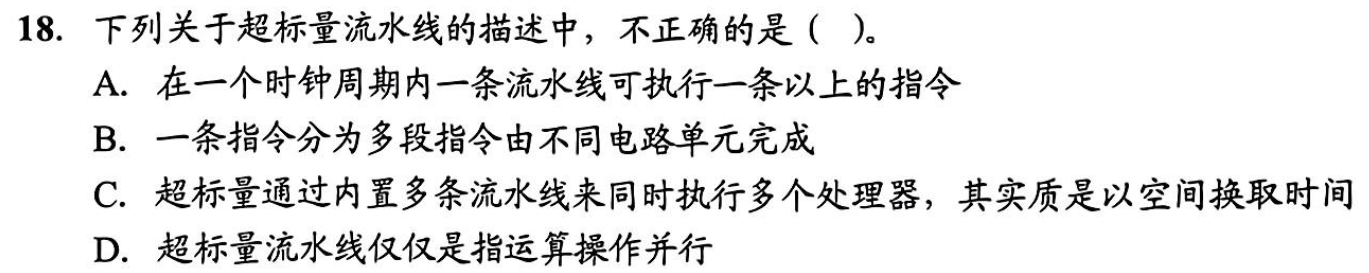 18. 下列关于超标量流水线的描述中，不正确的是（ ）。
A. 在一个时钟周期内一条流水线可执行一条以上的指令
B. 一条指令分为多段指令由不同电路单元完成
C. 超标量通过内置多条流水线来同时执行多个处理器，其实质是以空间换取时间
D. 超标量流水线仅仅是指运算操作并行